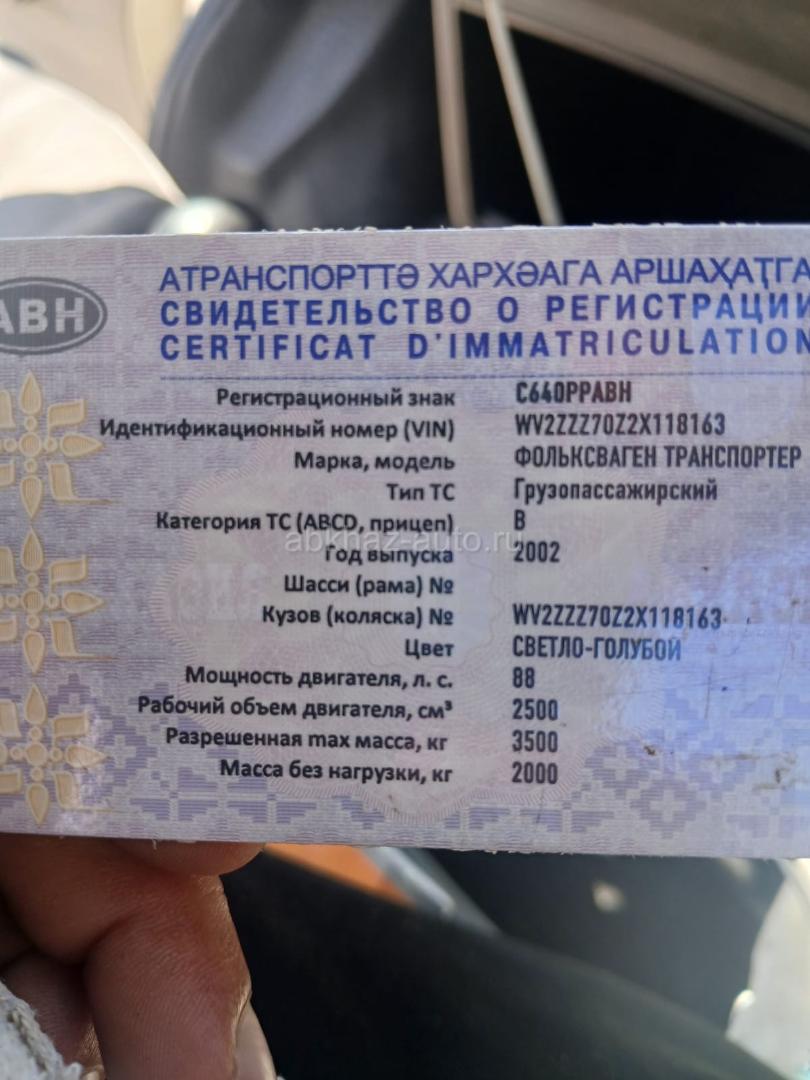 ABH
АТРАНСПОРТТӘ ХАРХӘАГА АРШАҲАҬГА
СВИДЕТЕЛЬСТВО О РЕГИСТРАЦИИ
CERTIFICAT D'IMMATRICULATION
Регистрационный знак С640РРАВН
Идентификационный номер (VIN) WV2ZZZ70Z2X118163
Марка, модель ФОЛЬКСВАГЕН ТРАНСПОРТЕР
Тип ТС Грузопассажирский
Категория ТС (ABCD, прицеп) В
abkhaz-auto.ru
Год выпуска 2002
Шасси (рама) №
Кузов (коляска) № WV2ZZZ70Z2X118163
Цвет СВЕТЛО-ГОЛУБОЙ
Мощность двигателя, л. с. 88
Рабочий объем двигателя, см³ 2500
Разрешенная max масса, кг 3500
Масса без нагрузки, кг 2000